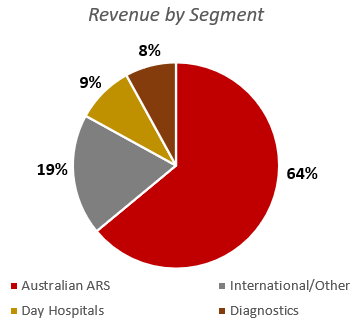 Revenue by Segment
8%
9%
19%
64%
Australian ARS
International/Other
Day Hospitals
Diagnostics